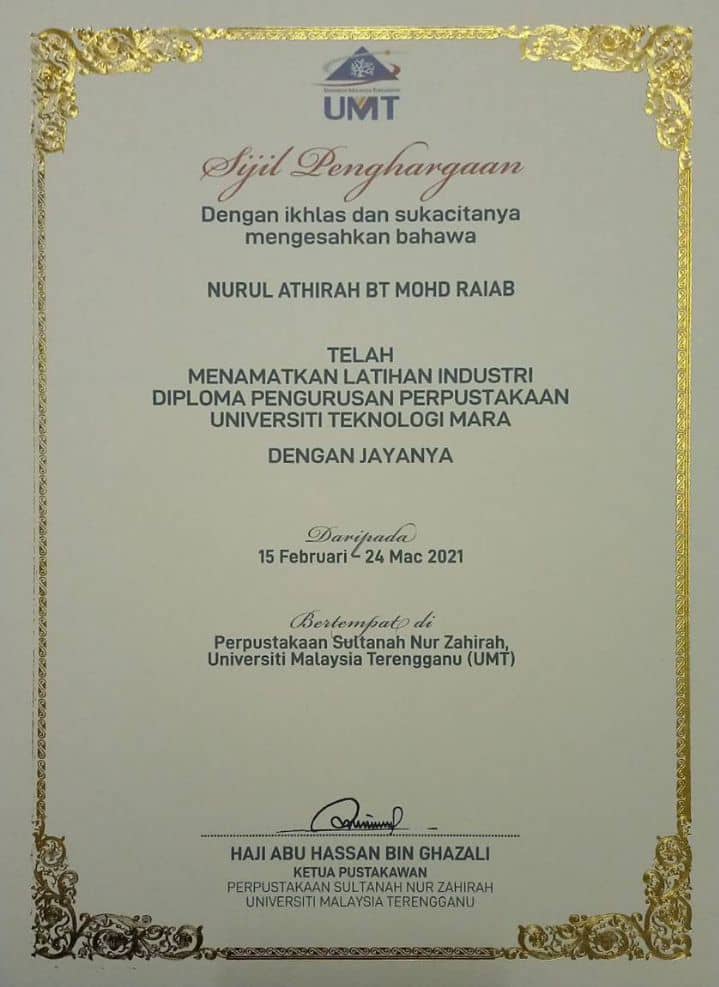 UNIVERSITI MALAYSIA TERENGGANU
UMT
Sijil Penghargaan
Dengan ikhlas dan sukacitanya
mengesahkan bahawa
NURUL ATHIRAH BT MOHD RAIAB
TELAH
MENAMATKAN LATIHAN INDUSTRI
DIPLOMA PENGURUSAN PERPUSTAKAAN
UNIVERSITI TEKNOLOGI MARA
DENGAN JAYANYA
Daripada
15 Februari - 24 Mac 2021
Bertempat di
Perpustakaan Sultanah Nur Zahirah,
Universiti Malaysia Terengganu (UMT)
HAJI ABU HASSAN BIN GHAZALI
KETUA PUSTAKAWAN
PERPUSTAKAAN SULTANAH NUR ZAHIRAH
UNIVERSITI MALAYSIA TERENGGANU